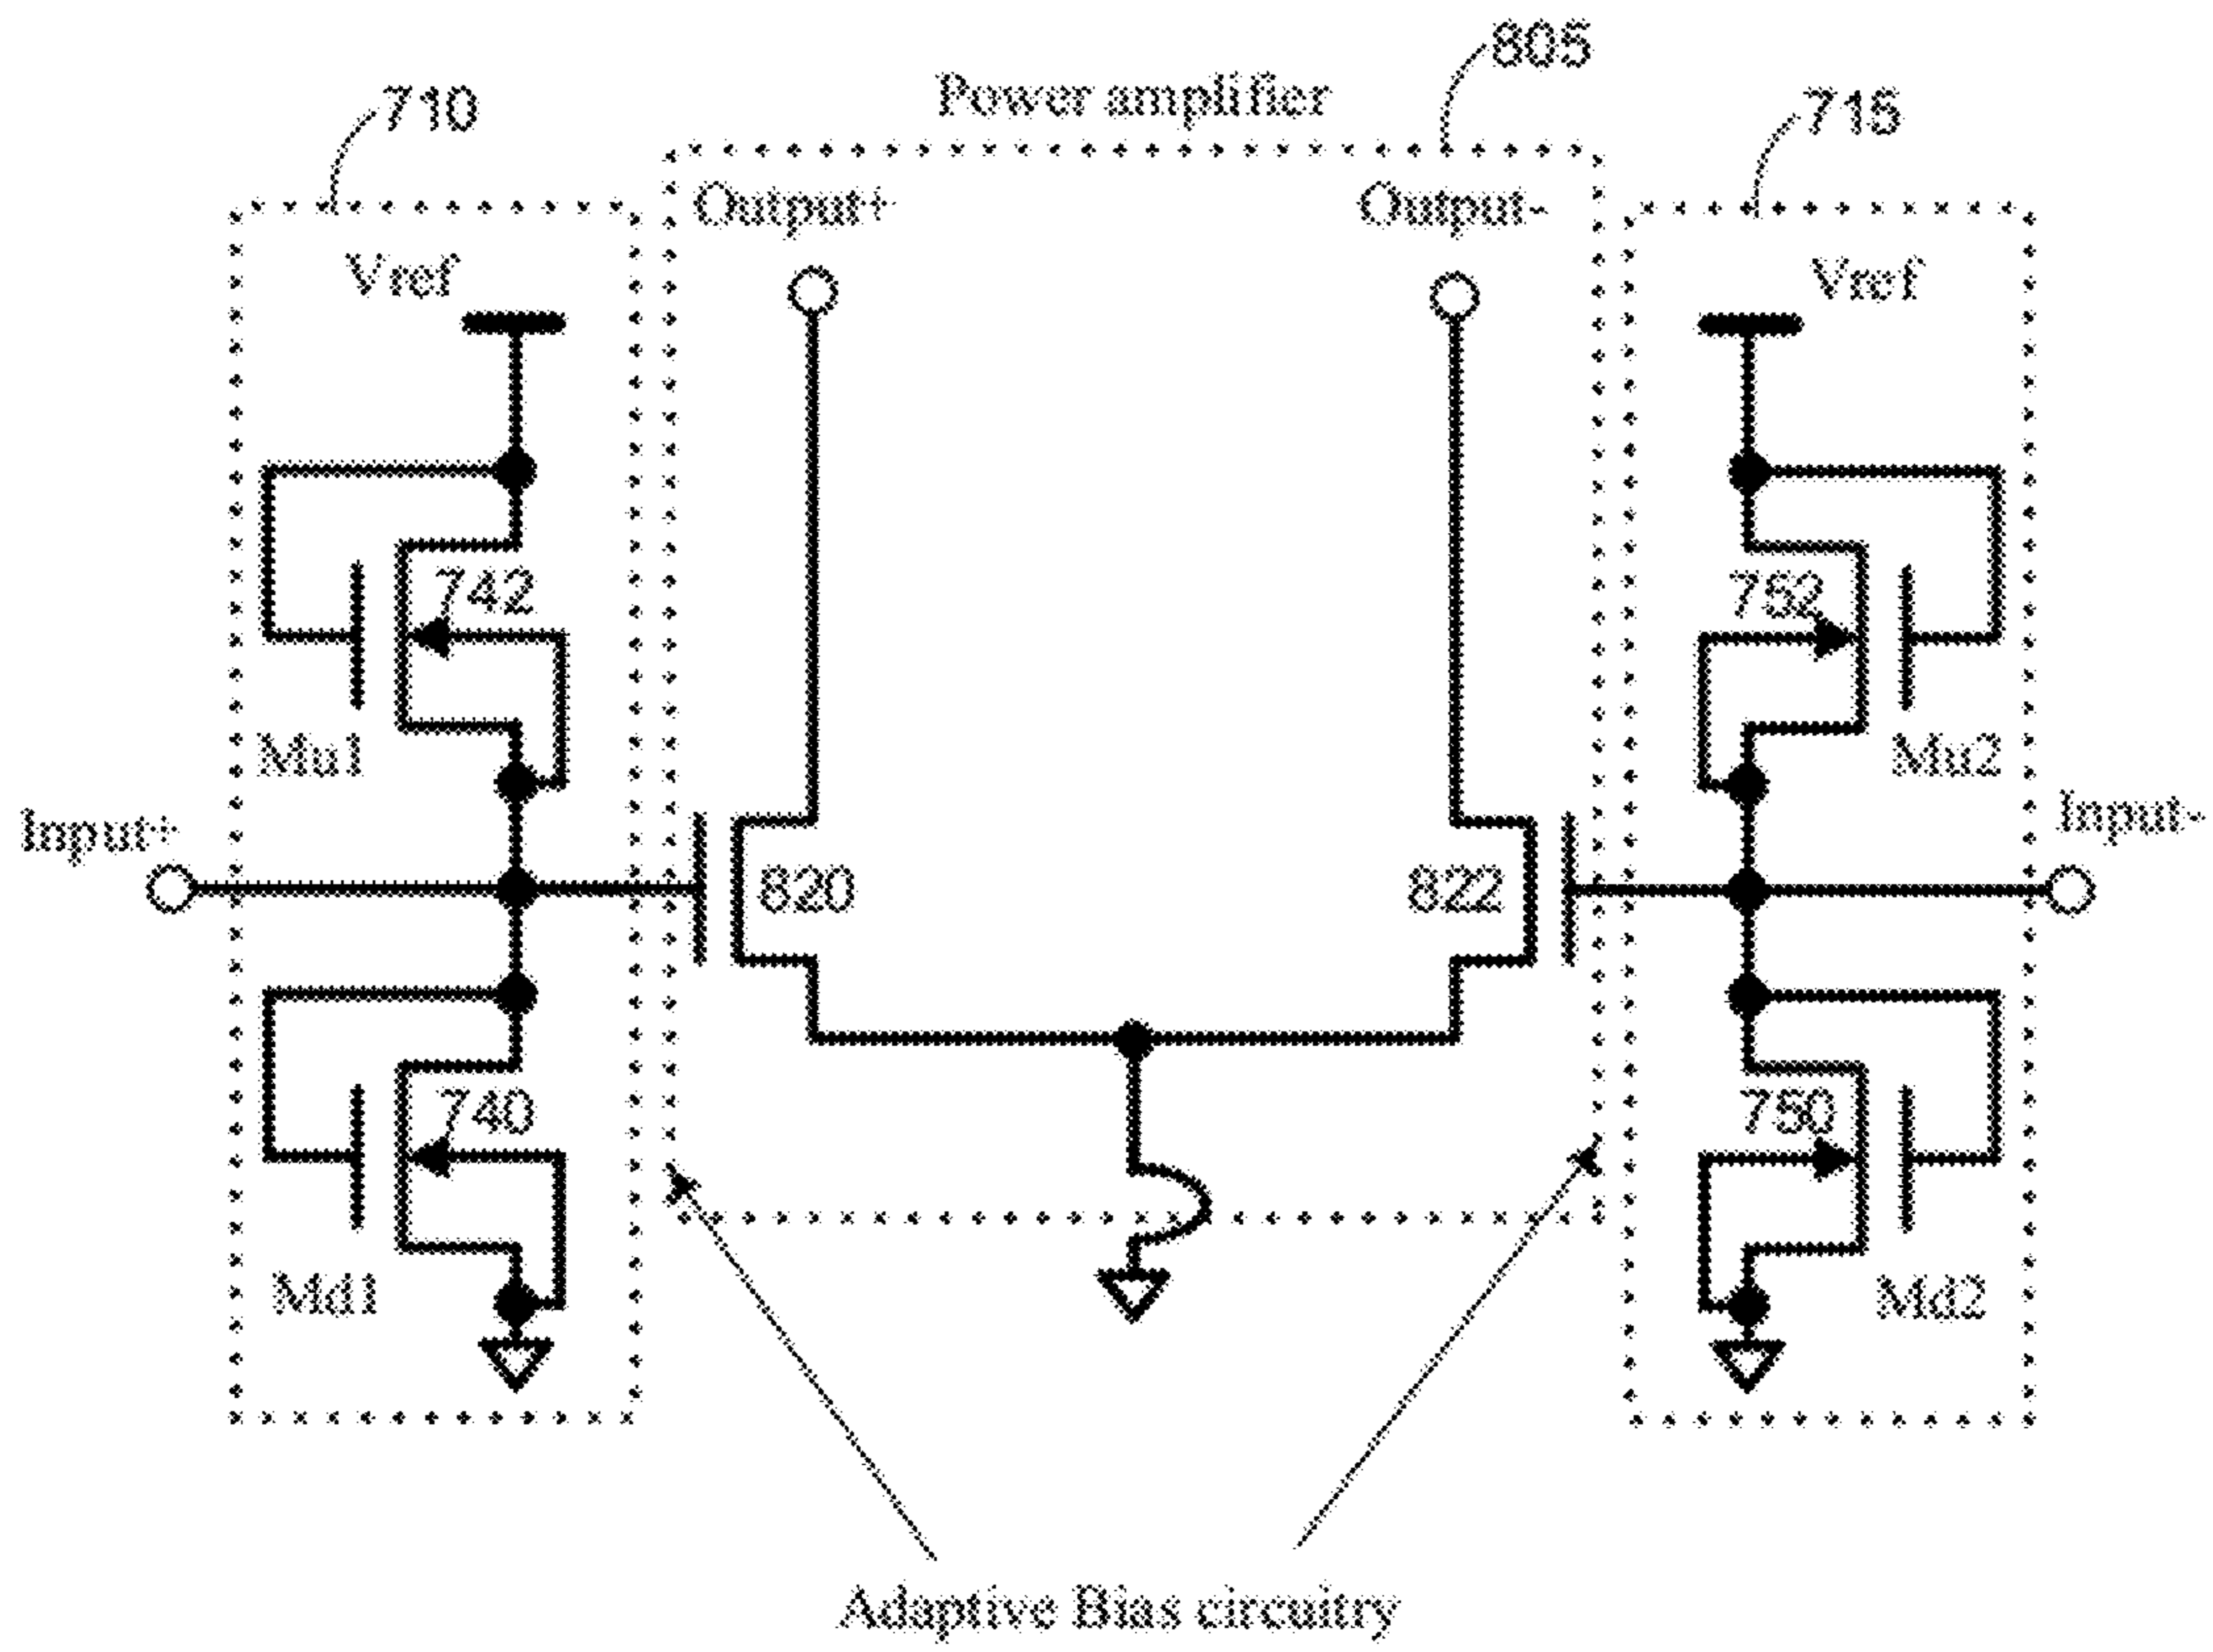 805
Power amplifier
710
715
Output+
Output-
Vref
Vref
742
752
Mu1
Mu2
Input+
Input-
820
822
740
750
Md1
Md2
Adaptive Bias circuitry